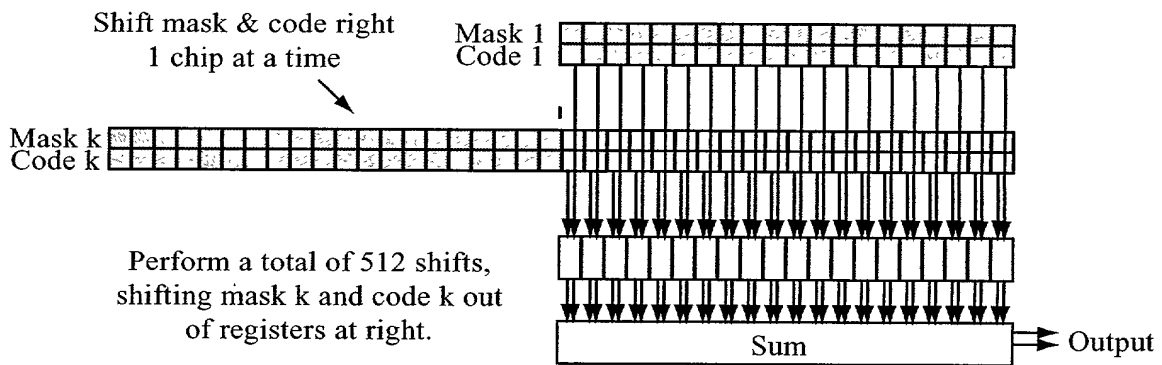 Shift mask & code right
1 chip at a time
Mask 1
Code 1
Mask k
Code k
Perform a total of 512 shifts,
shifting mask k and code k out
of registers at right.
Sum
Output